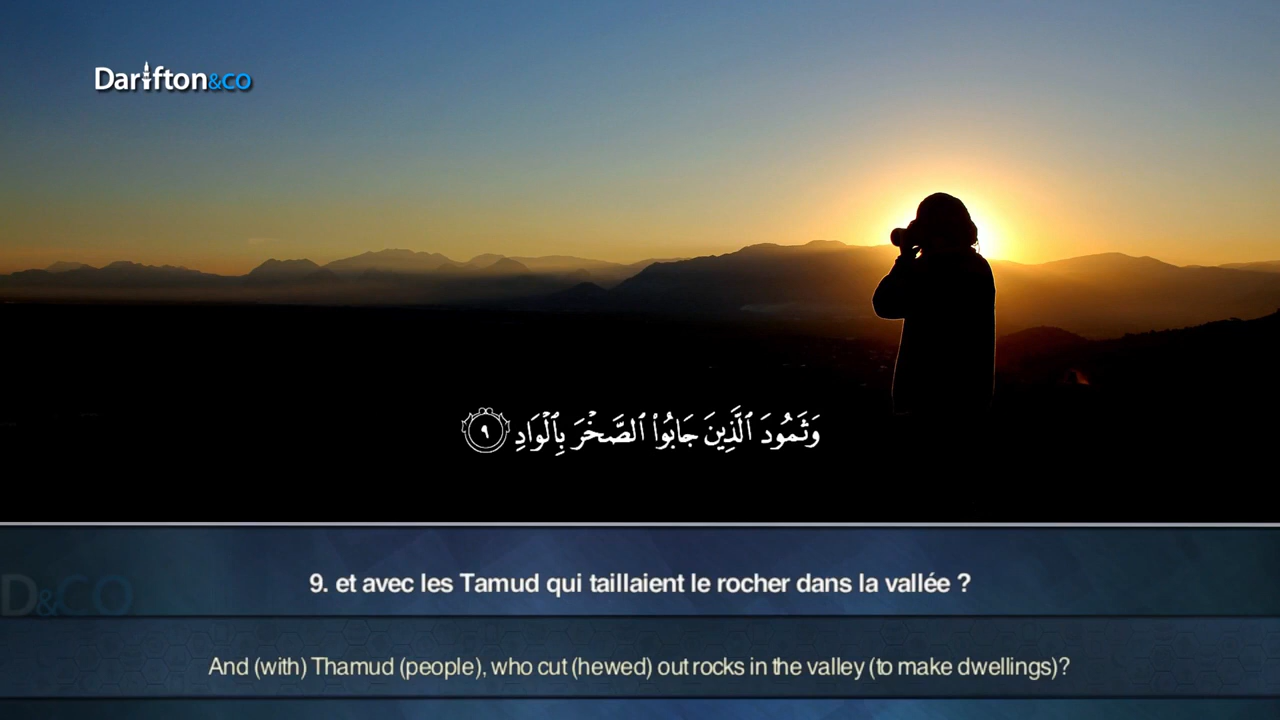 Darifton&co
وَثَمُودَ ٱلَّذِينَ جَابُوا۟ ٱلصَّخْرَ بِٱلْوَادِ ٩
D&CO
9. et avec les Tamud qui taillaient le rocher dans la vallée ?
And (with) Thamud (people), who cut (hewed) out rocks in the valley (to make dwellings)?